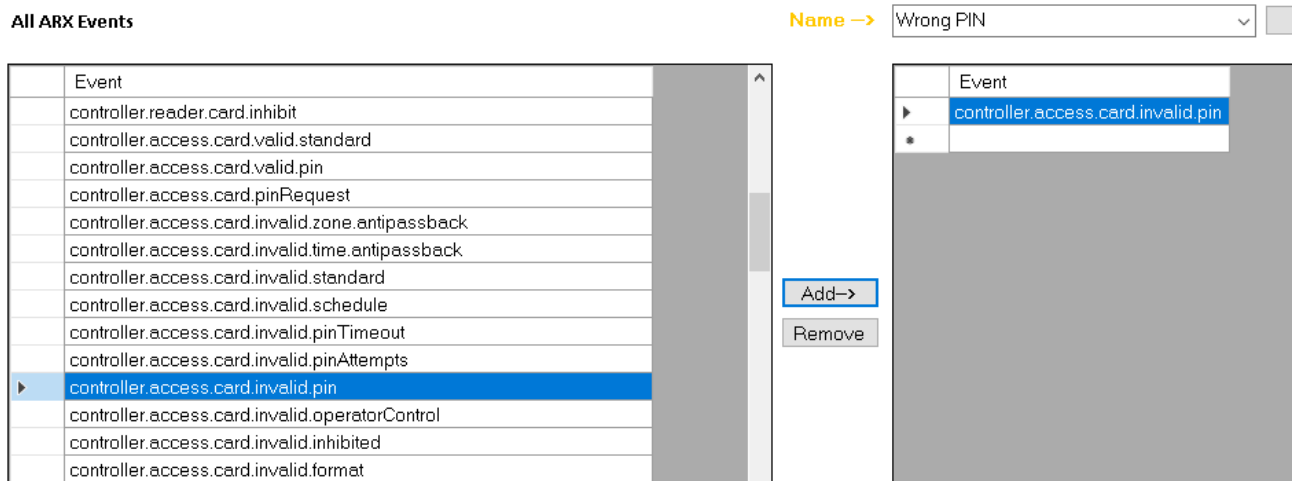 All ARX Events
Name —>
Wrong PIN
Event
controller.reader.card.inhibit
controller.access.card.valid.standard
controller.access.card.valid.pin
controller.access.card.pinRequest
controller.access.card.invalid.zone.antipassback
controller.access.card.invalid.time.antipassback
controller.access.card.invalid.standard
controller.access.card.invalid.schedule
controller.access.card.invalid.pinTimeout
controller.access.card.invalid.pinAttempts
controller.access.card.invalid.pin
controller.access.card.invalid.operatorControl
controller.access.card.invalid.inhibited
controller.access.card.invalid.format
Add—>
Remove
Event
controller.access.card.invalid.pin